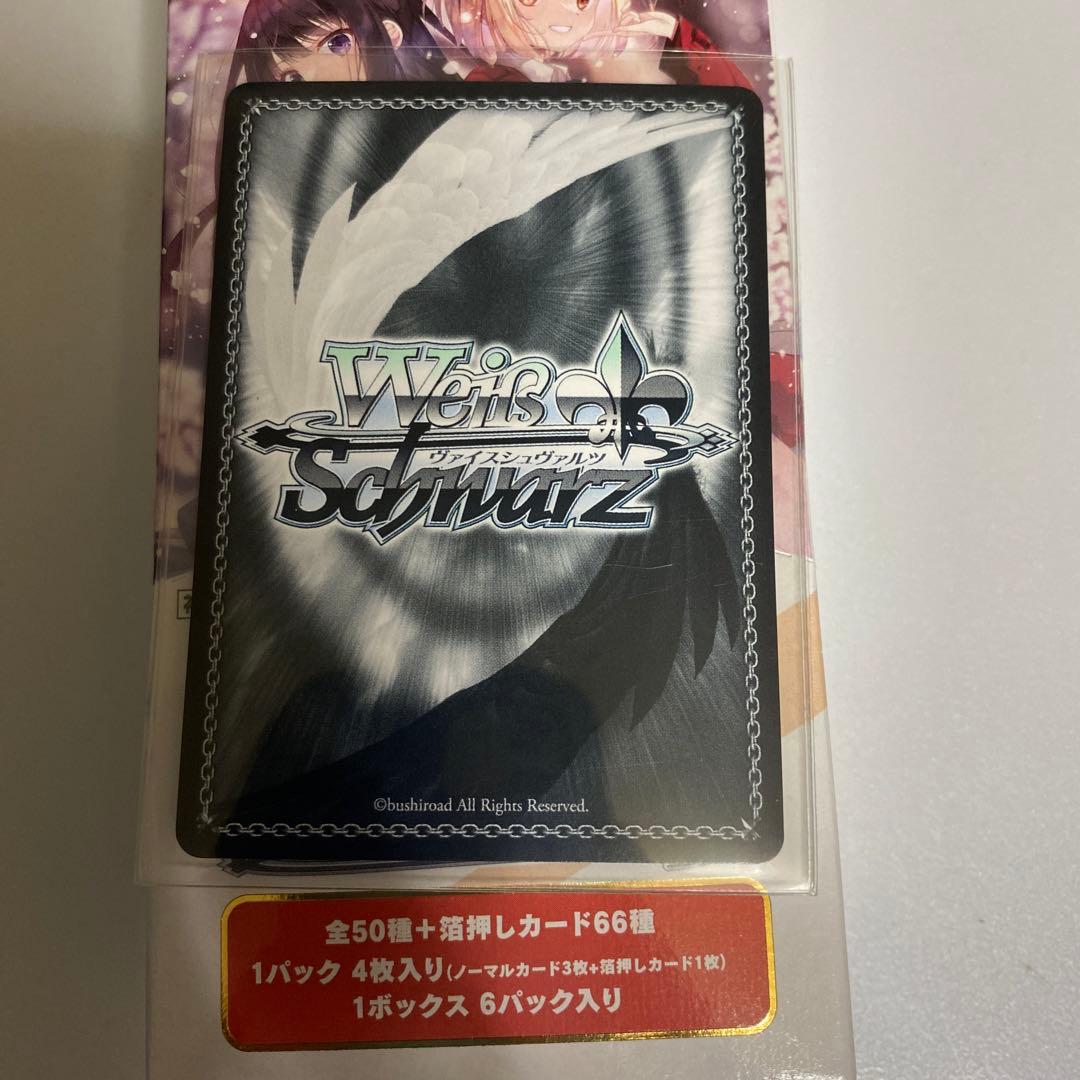 Weiß
ヴァイスシュヴァルツ
Schwarz
©bushiroad All Rights Reserved.
全50種+箔押しカード66種
1パック 4枚入り(ノーマルカード3枚+箔押しカード1枚)
1ボックス 6パック入り